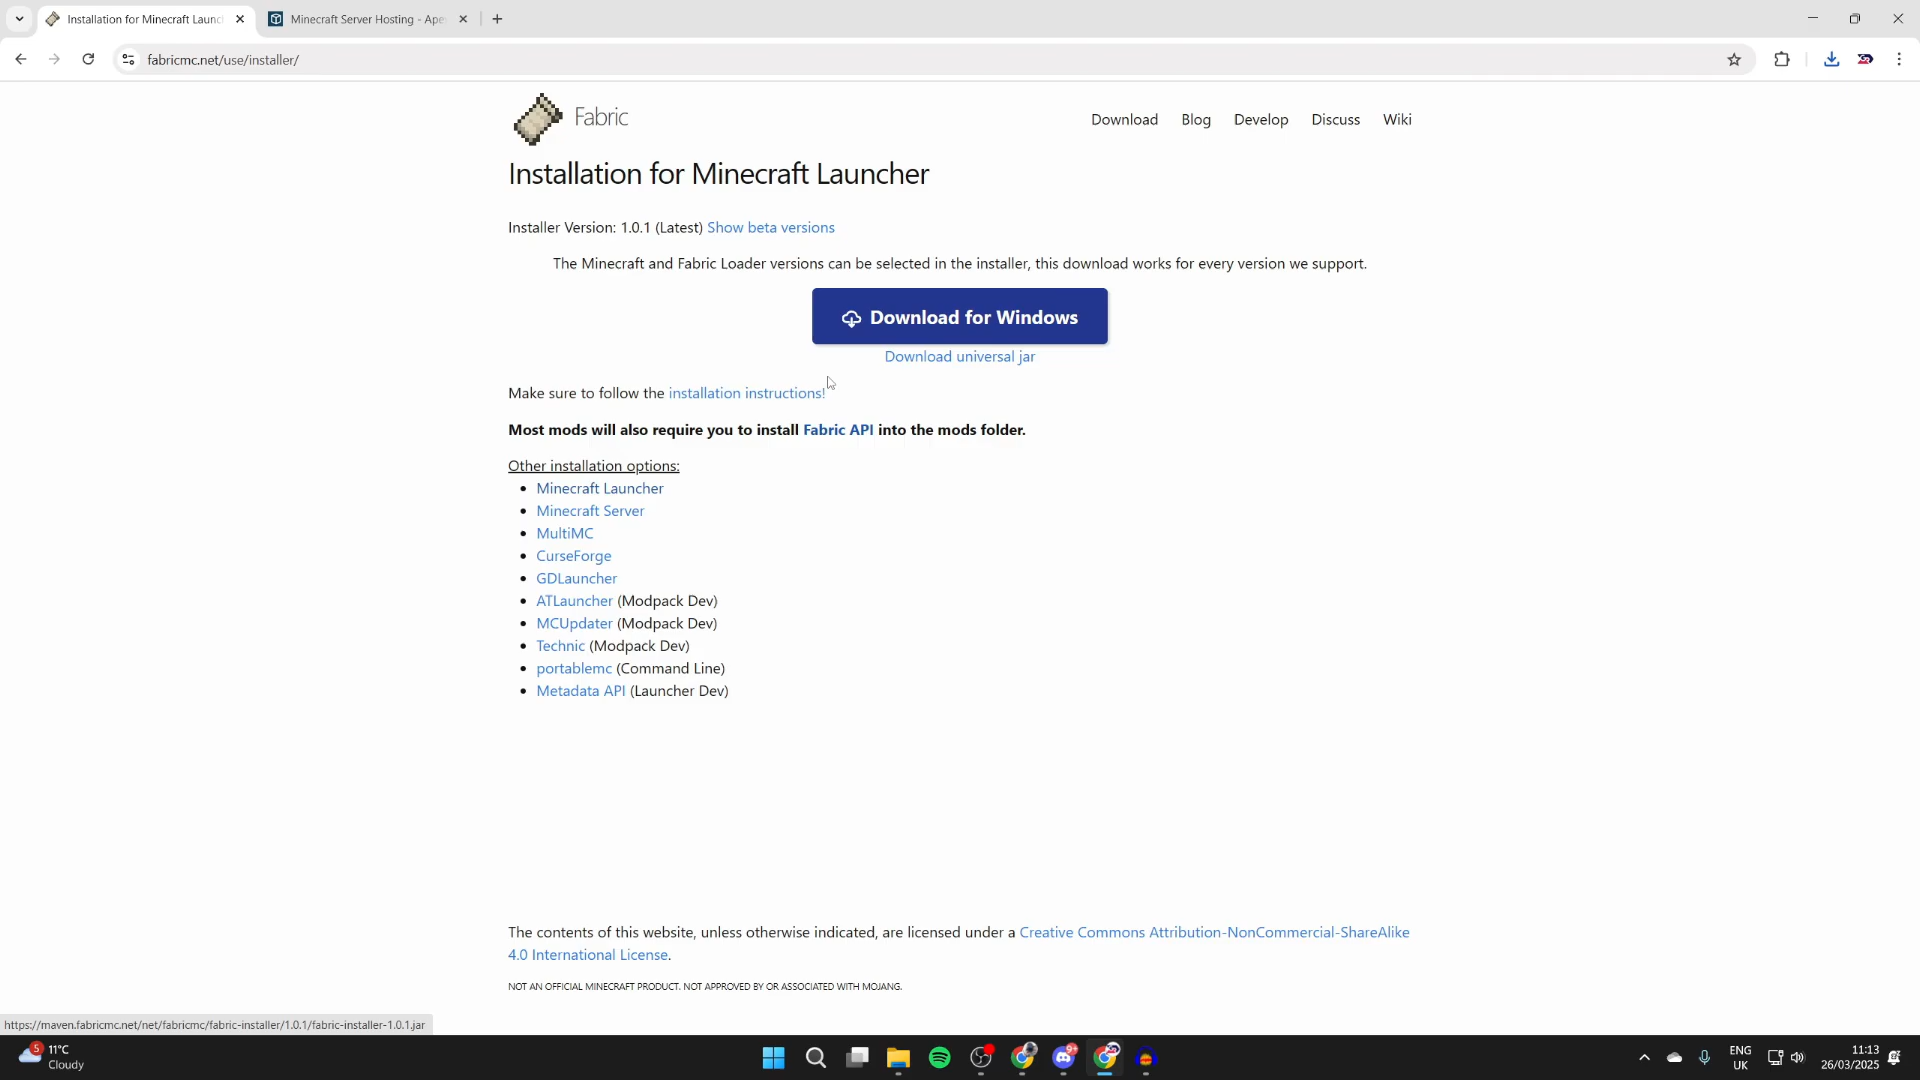 Installation for Minecraft Launc
Minecraft Server Hosting - Ape
fabricmc.net/use/installer/
Fabric
Download Blog Develop Discuss Wiki
Installation for Minecraft Launcher
Installer Version: 1.0.1 (Latest) Show beta versions
The Minecraft and Fabric Loader versions can be selected in the installer, this download works for every version we support.
Download for Windows
Download universal jar
Make sure to follow the installation instructions!
Most mods will also require you to install Fabric API into the mods folder.
Other installation options:
Minecraft Launcher
Minecraft Server
MultiMC
CurseForge
GDLauncher
ATLauncher (Modpack Dev)
MCUpdater (Modpack Dev)
Technic (Modpack Dev)
portablemc (Command Line)
Metadata API (Launcher Dev)
The contents of this website, unless otherwise indicated, are licensed under a Creative Commons Attribution-NonCommercial-ShareAlike
4.0 International License.
NOT AN OFFICIAL MINECRAFT PRODUCT. NOT APPROVED BY OR ASSOCIATED WITH MOJANG.
https://maven.fabricmc.net/net/fabricmc/fabric-installer/1.0.1/fabric-installer-1.0.1.jar
5
11°C
Cloudy
9+
ENG
UK
11:13
26/03/2025